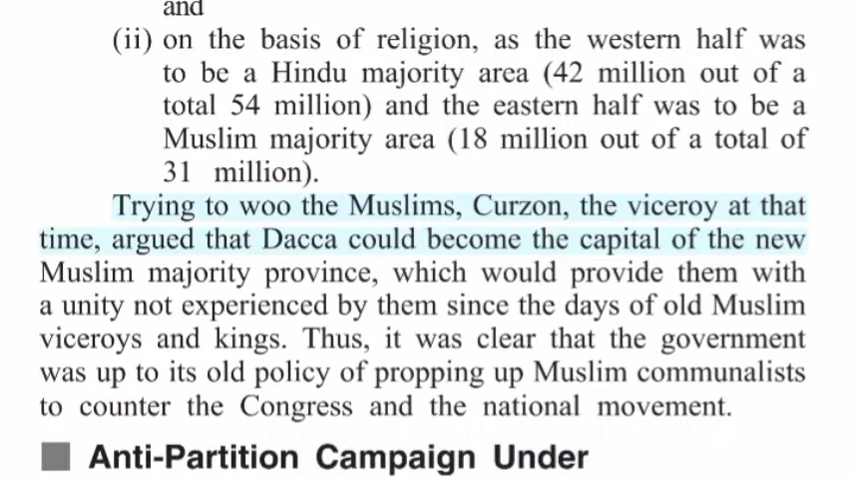 and
(ii) on the basis of religion, as the western half was
to be a Hindu majority area (42 million out of a
total 54 million) and the eastern half was to be a
Muslim majority area (18 million out of a total of
31 million).
Trying to woo the Muslims, Curzon, the viceroy at that
time, argued that Dacca could become the capital of the new
Muslim majority province, which would provide them with
a unity not experienced by them since the days of old Muslim
viceroys and kings. Thus, it was clear that the government
was up to its old policy of propping up Muslim communalists
to counter the Congress and the national movement.
Anti-Partition Campaign Under